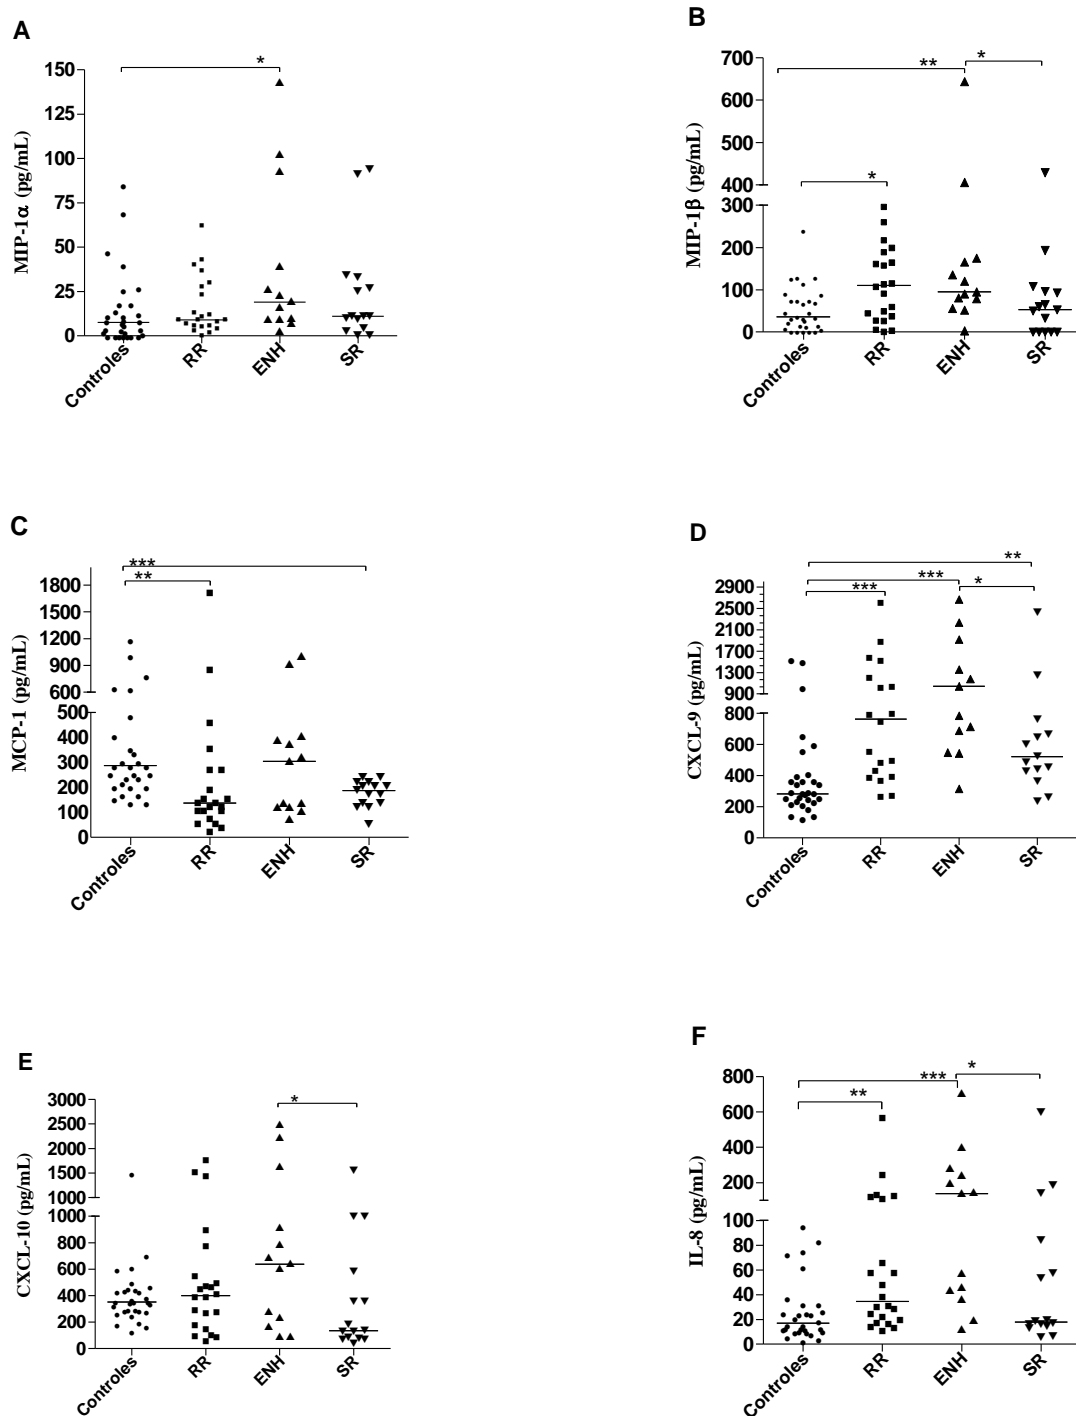 A
*
150
125
100
75
50
25
0
MIP-1α (pg/mL)
Controles
RR
ENH
SR
B
**
*
*
700
600
500
400
300
200
100
0
MIP-1β (pg/mL)
Controles
RR
ENH
SR
C
***
**
1800
1500
1200
900
600
500
400
300
200
100
0
MCP-1 (pg/mL)
Controles
RR
ENH
SR
D
**
***
***
*
2900
2500
2100
1700
1300
900
800
600
400
200
0
CXCL-9 (pg/mL)
Controles
RR
ENH
SR
E
*
3000
2500
2000
1500
1000
1000
800
600
400
200
0
CXCL-10 (pg/mL)
Controles
RR
ENH
SR
F
***
*
**
800
600
400
200
100
80
60
40
20
0
IL-8 (pg/mL)
Controles
RR
ENH
SR